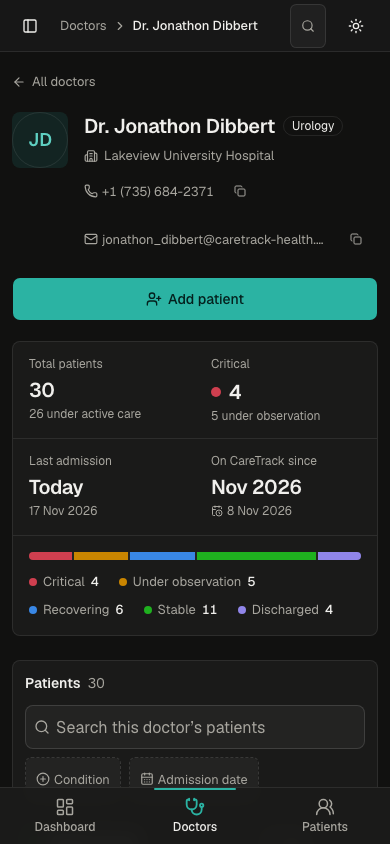 Doctors > Dr. Jonathon Dibbert
All doctors
JD
Dr. Jonathon Dibbert Urology
Lakeview University Hospital
+1 (735) 684-2371
jonathon_dibbert@caretrack-health....
Add patient
Total patients
30
26 under active care
Critical
4
5 under observation
Last admission
Today
17 Nov 2026
On CareTrack since
Nov 2026
8 Nov 2026
Critical 4 Under observation 5
Recovering 6 Stable 11 Discharged 4
Patients 30
Search this doctor's patients
Condition Admission date
Dashboard Doctors Patients